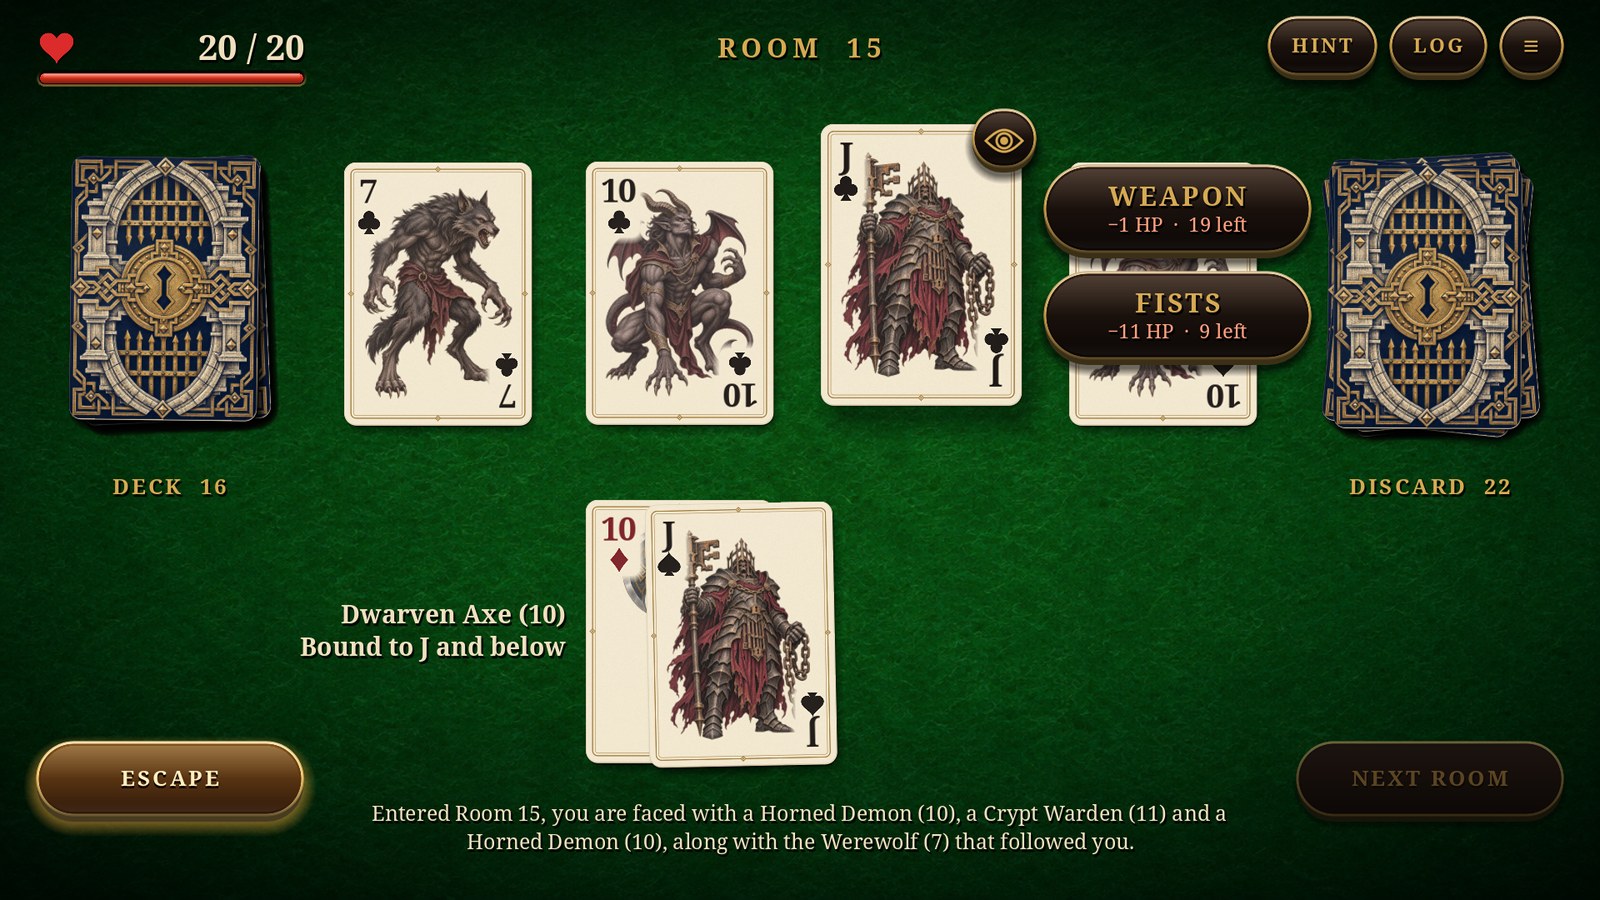 20 / 20
ROOM 15
HINT
LOG
7
7
10
10
J
J
WEAPON
−1 HP · 19 left
FISTS
−11 HP · 9 left
10
DECK 16
DISCARD 22
10
J
J
Dwarven Axe (10)
Bound to J and below
ESCAPE
NEXT ROOM
Entered Room 15, you are faced with a Horned Demon (10), a Crypt Warden (11) and a
Horned Demon (10), along with the Werewolf (7) that followed you.